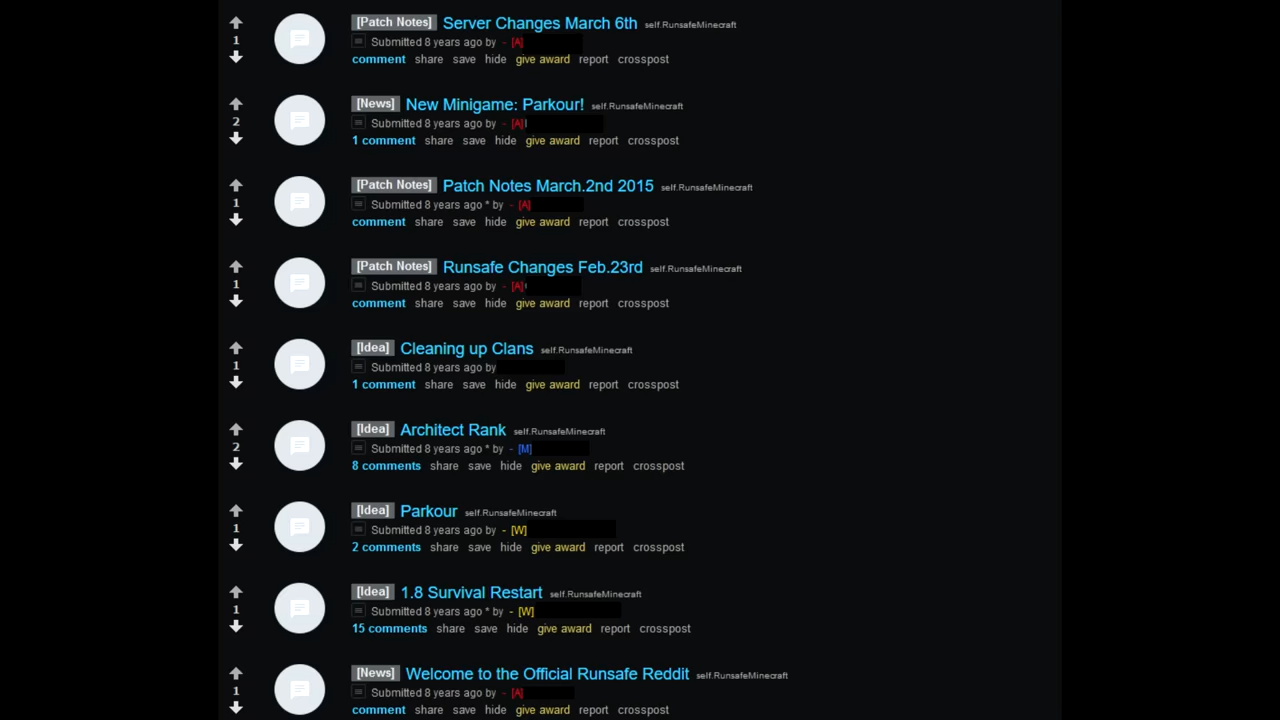 [Patch Notes] Server Changes March 6th self.RunsafeMinecraft
1
Submitted 8 years ago by - [A]
comment share save hide give award report crosspost
[News] New Minigame: Parkour! self.RunsafeMinecraft
2
Submitted 8 years ago by - [A]
1 comment share save hide give award report crosspost
[Patch Notes] Patch Notes March.2nd 2015 self.RunsafeMinecraft
1
Submitted 8 years ago * by - [A]
comment share save hide give award report crosspost
[Patch Notes] Runsafe Changes Feb.23rd self.RunsafeMinecraft
1
Submitted 8 years ago by - [A]
comment share save hide give award report crosspost
[Idea] Cleaning up Clans self.RunsafeMinecraft
1
Submitted 8 years ago by
1 comment share save hide give award report crosspost
[Idea] Architect Rank self.RunsafeMinecraft
2
Submitted 8 years ago * by - [M]
8 comments share save hide give award report crosspost
[Idea] Parkour self.RunsafeMinecraft
1
Submitted 8 years ago by - [W]
2 comments share save hide give award report crosspost
[Idea] 1.8 Survival Restart self.RunsafeMinecraft
1
Submitted 8 years ago * by - [W]
15 comments share save hide give award report crosspost
[News] Welcome to the Official Runsafe Reddit self.RunsafeMinecraft
1
Submitted 8 years ago by - [A]
comment share save hide give award report crosspost